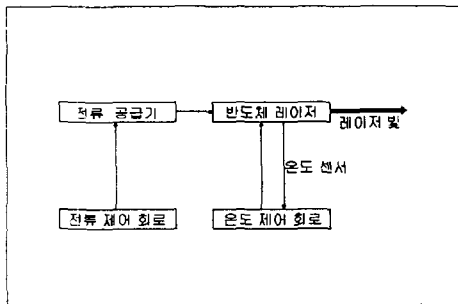 전류 공급기
반도체 레이저
레이저 빛
온도 센서
전류 제어 회로
온도 제어 회로